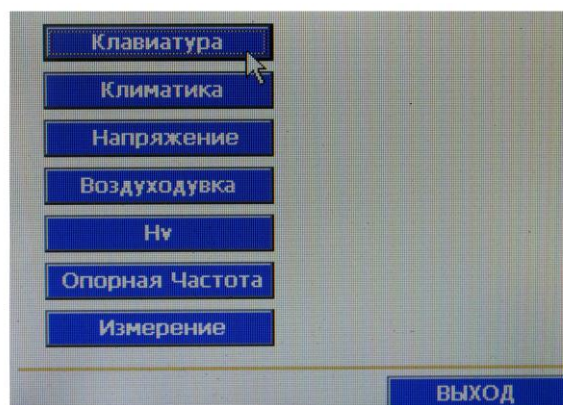 Клавиатура
Климатика
Напряжение
Воздуходувка
Hv
Опорная Частота
Измерение
ВЫХОД